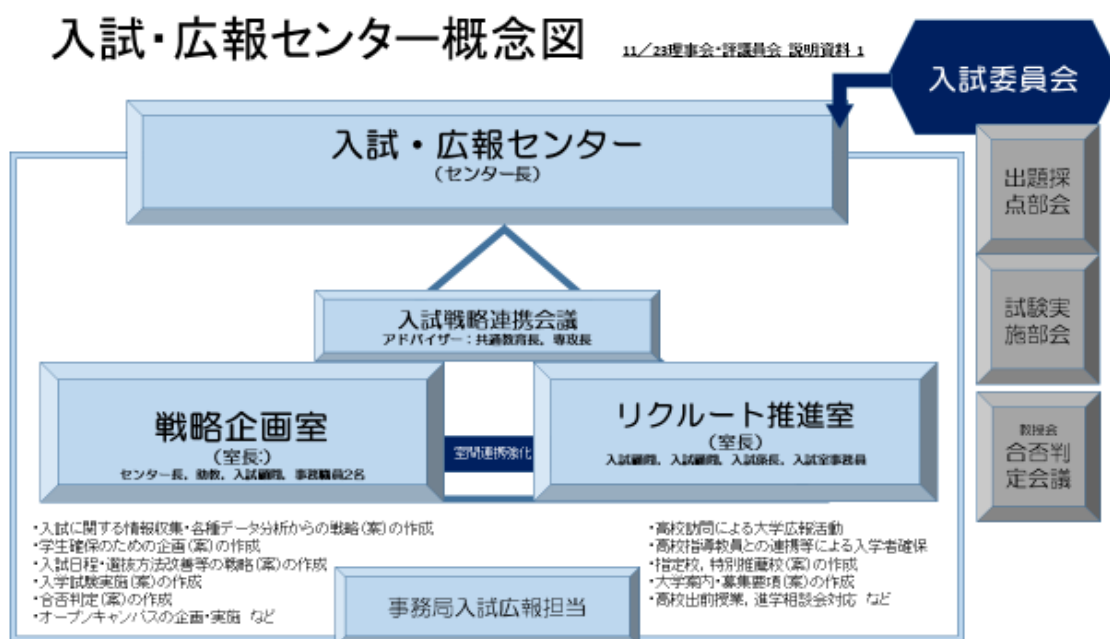 入試・広報センター概念図
11／23理事会・評議員会 説明資料 1
入試委員会
入試・広報センター
（センター長）
出題採
点部会
試験実
施部会
教授会
合否判
定会議
入試戦略連携会議
アドバイザー：共通教育長，専攻長
戦略企画室
（室長:）
センター長，助教，入試顧問，事務職員2名
室間連携強化
リクルート推進室
（室長）
入試顧問，入試顧問，入試係長，入試室事務員
・入試に関する情報収集・各種データ分析からの戦略（案）の作成
・学生確保のための企画（案）の作成
・入試日程・選抜方法改善等の戦略（案）の作成
・入学試験実施（案）の作成
・合否判定（案）の作成
・オープンキャンパスの企画・実施 など
・高校訪問による大学広報活動
・高校指導教員との連携等による入学者確保
・指定校，特別推薦校（案）の作成
・大学案内・募集要項（案）の作成
・高校出前授業，進学相談会対応 など
事務局入試広報担当